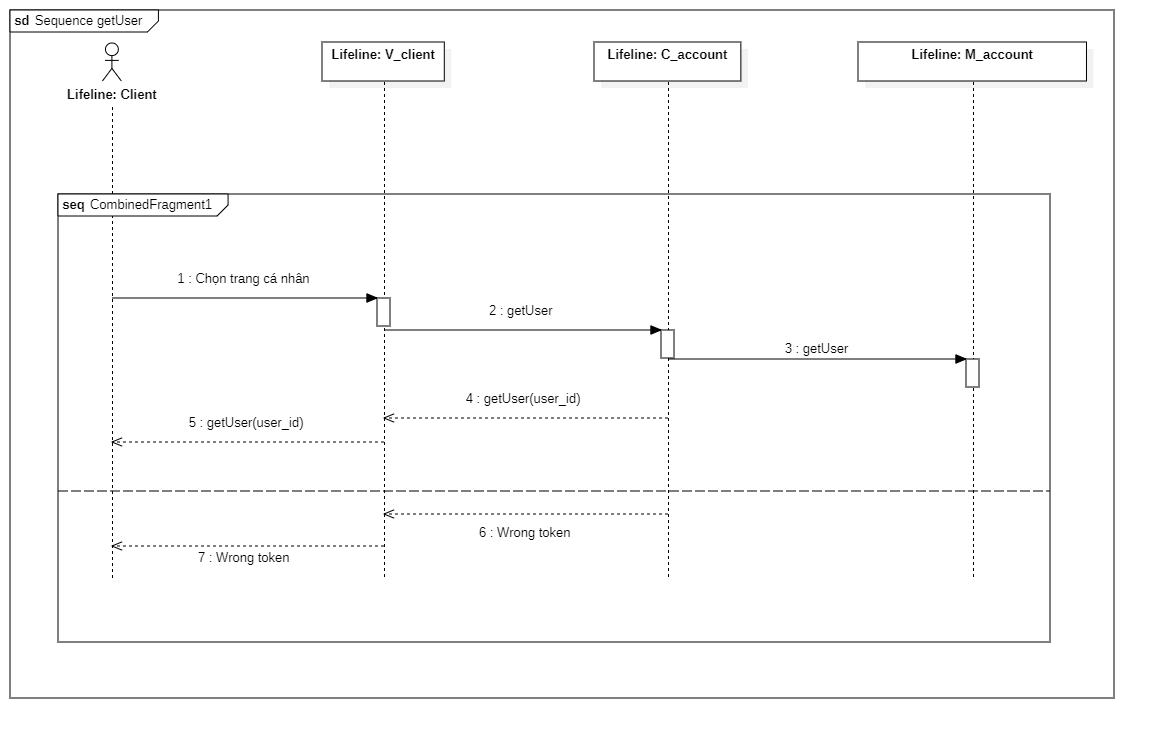 sd Sequence getUser
Lifeline: Client
Lifeline: V_client
Lifeline: C_account
Lifeline: M_account
seq CombinedFragment1
1 : Chọn trang cá nhân
2 : getUser
3 : getUser
4 : getUser(user_id)
5 : getUser(user_id)
6 : Wrong token
7 : Wrong token